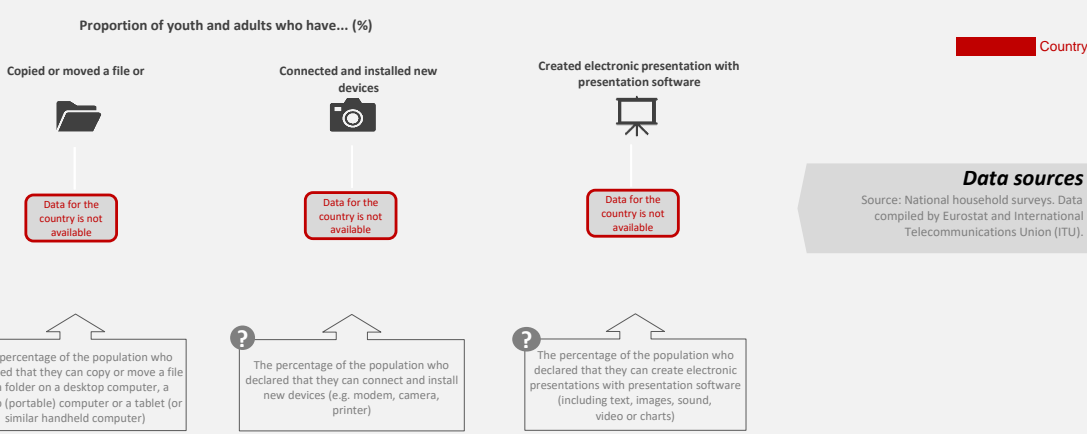 Proportion of youth and adults who have... (%)
Country
Copied or moved a file or
Connected and installed new
devices
Created electronic presentation with
presentation software
Data for the
country is not
available
Data for the
country is not
available
Data for the
country is not
available
Data sources
Source: National household surveys. Data
compiled by Eurostat and International
Telecommunications Union (ITU).
percentage of the population who
ed that they can copy or move a file
folder on a desktop computer, a
(portable) computer or a tablet (or
similar handheld computer)
?
The percentage of the population who
declared that they can connect and install
new devices (e.g. modem, camera,
printer)
?
The percentage of the population who
declared that they can create electronic
presentations with presentation software
(including text, images, sound,
video or charts)